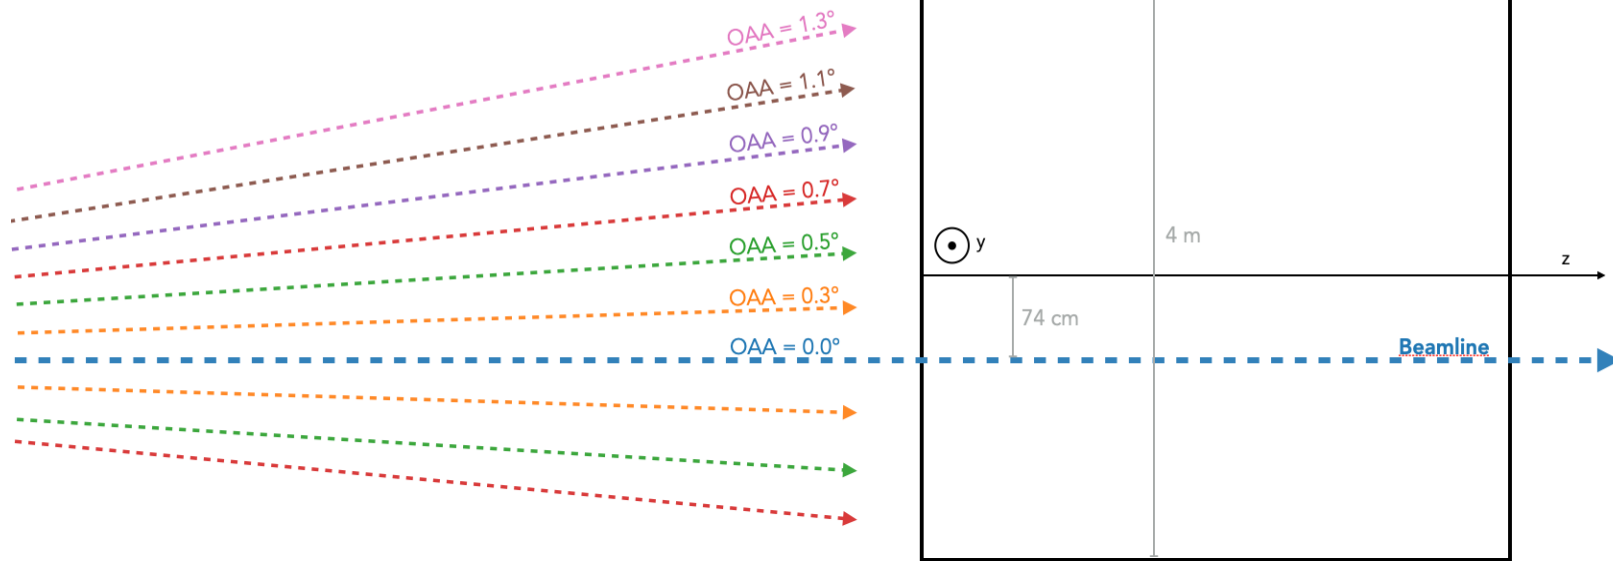 OAA = 1.3°
OAA = 1.1°
OAA = 0.9°
OAA = 0.7°
OAA = 0.5°
OAA = 0.3°
OAA = 0.0°
y
4 m
z
74 cm
Beamline